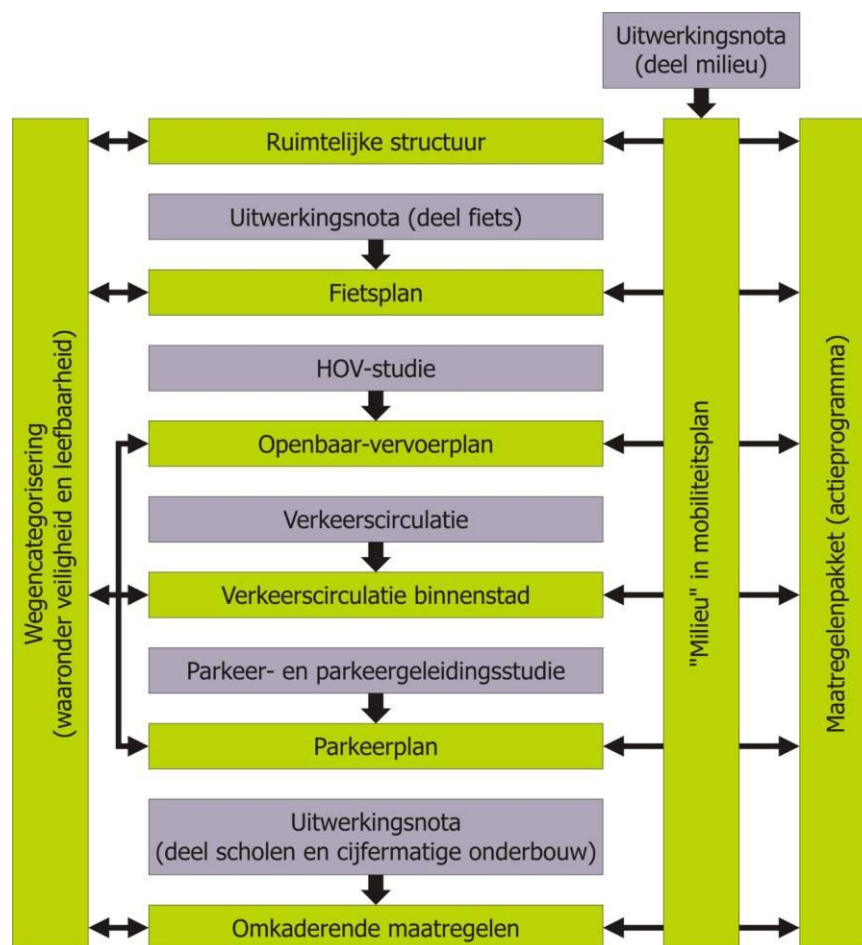 Uitwerkingsnota
(deel milieu)
Ruimtelijke structuur
Uitwerkingsnota (deel fiets)
Fietsplan
HOV-studie
Openbaar-vervoerplan
Verkeerscirculatie
Verkeerscirculatie binnenstad
Parkeer- en parkeergeleidingsstudie
Parkeerplan
Uitwerkingsnota
(deel scholen en cijfermatige onderbouw)
Omkaderende maatregelen
Wegencategorisering
(waaronder veiligheid en leefbaarheid)
"Milieu" in mobiliteitsplan
Maatregelenpakket (actieprogramma)